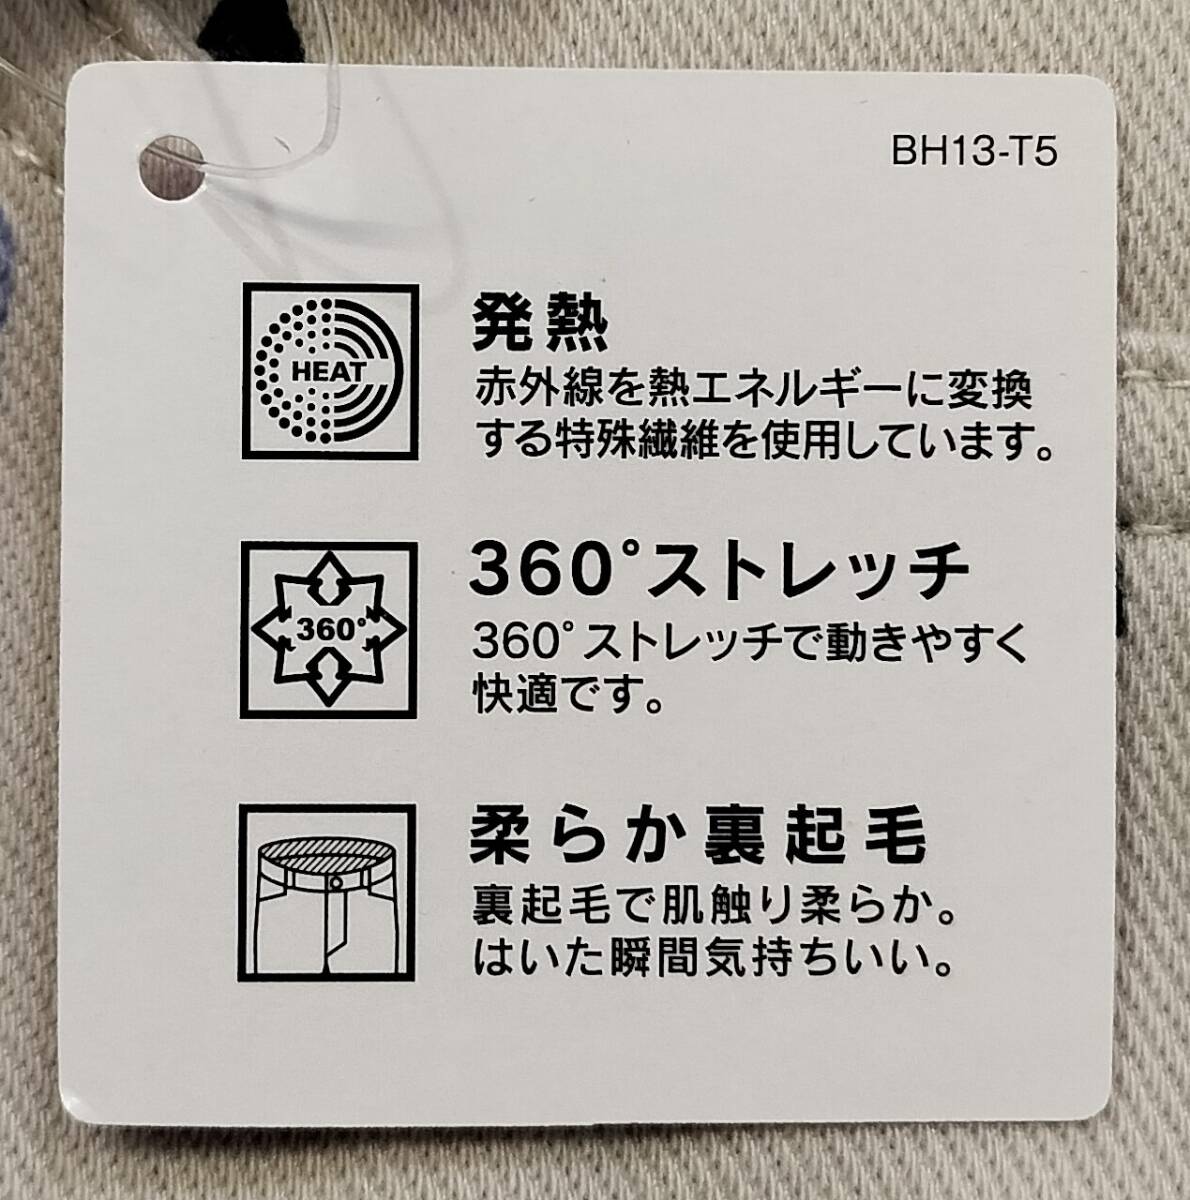 BH13-T5
HEAT
発熱
赤外線を熱エネルギーに変換
する特殊繊維を使用しています。
360°
360°ストレッチ
360°ストレッチで動きやすく
快適です。
柔らか裏起毛
裏起毛で肌触り柔らか。
はいた瞬間気持ちいい。